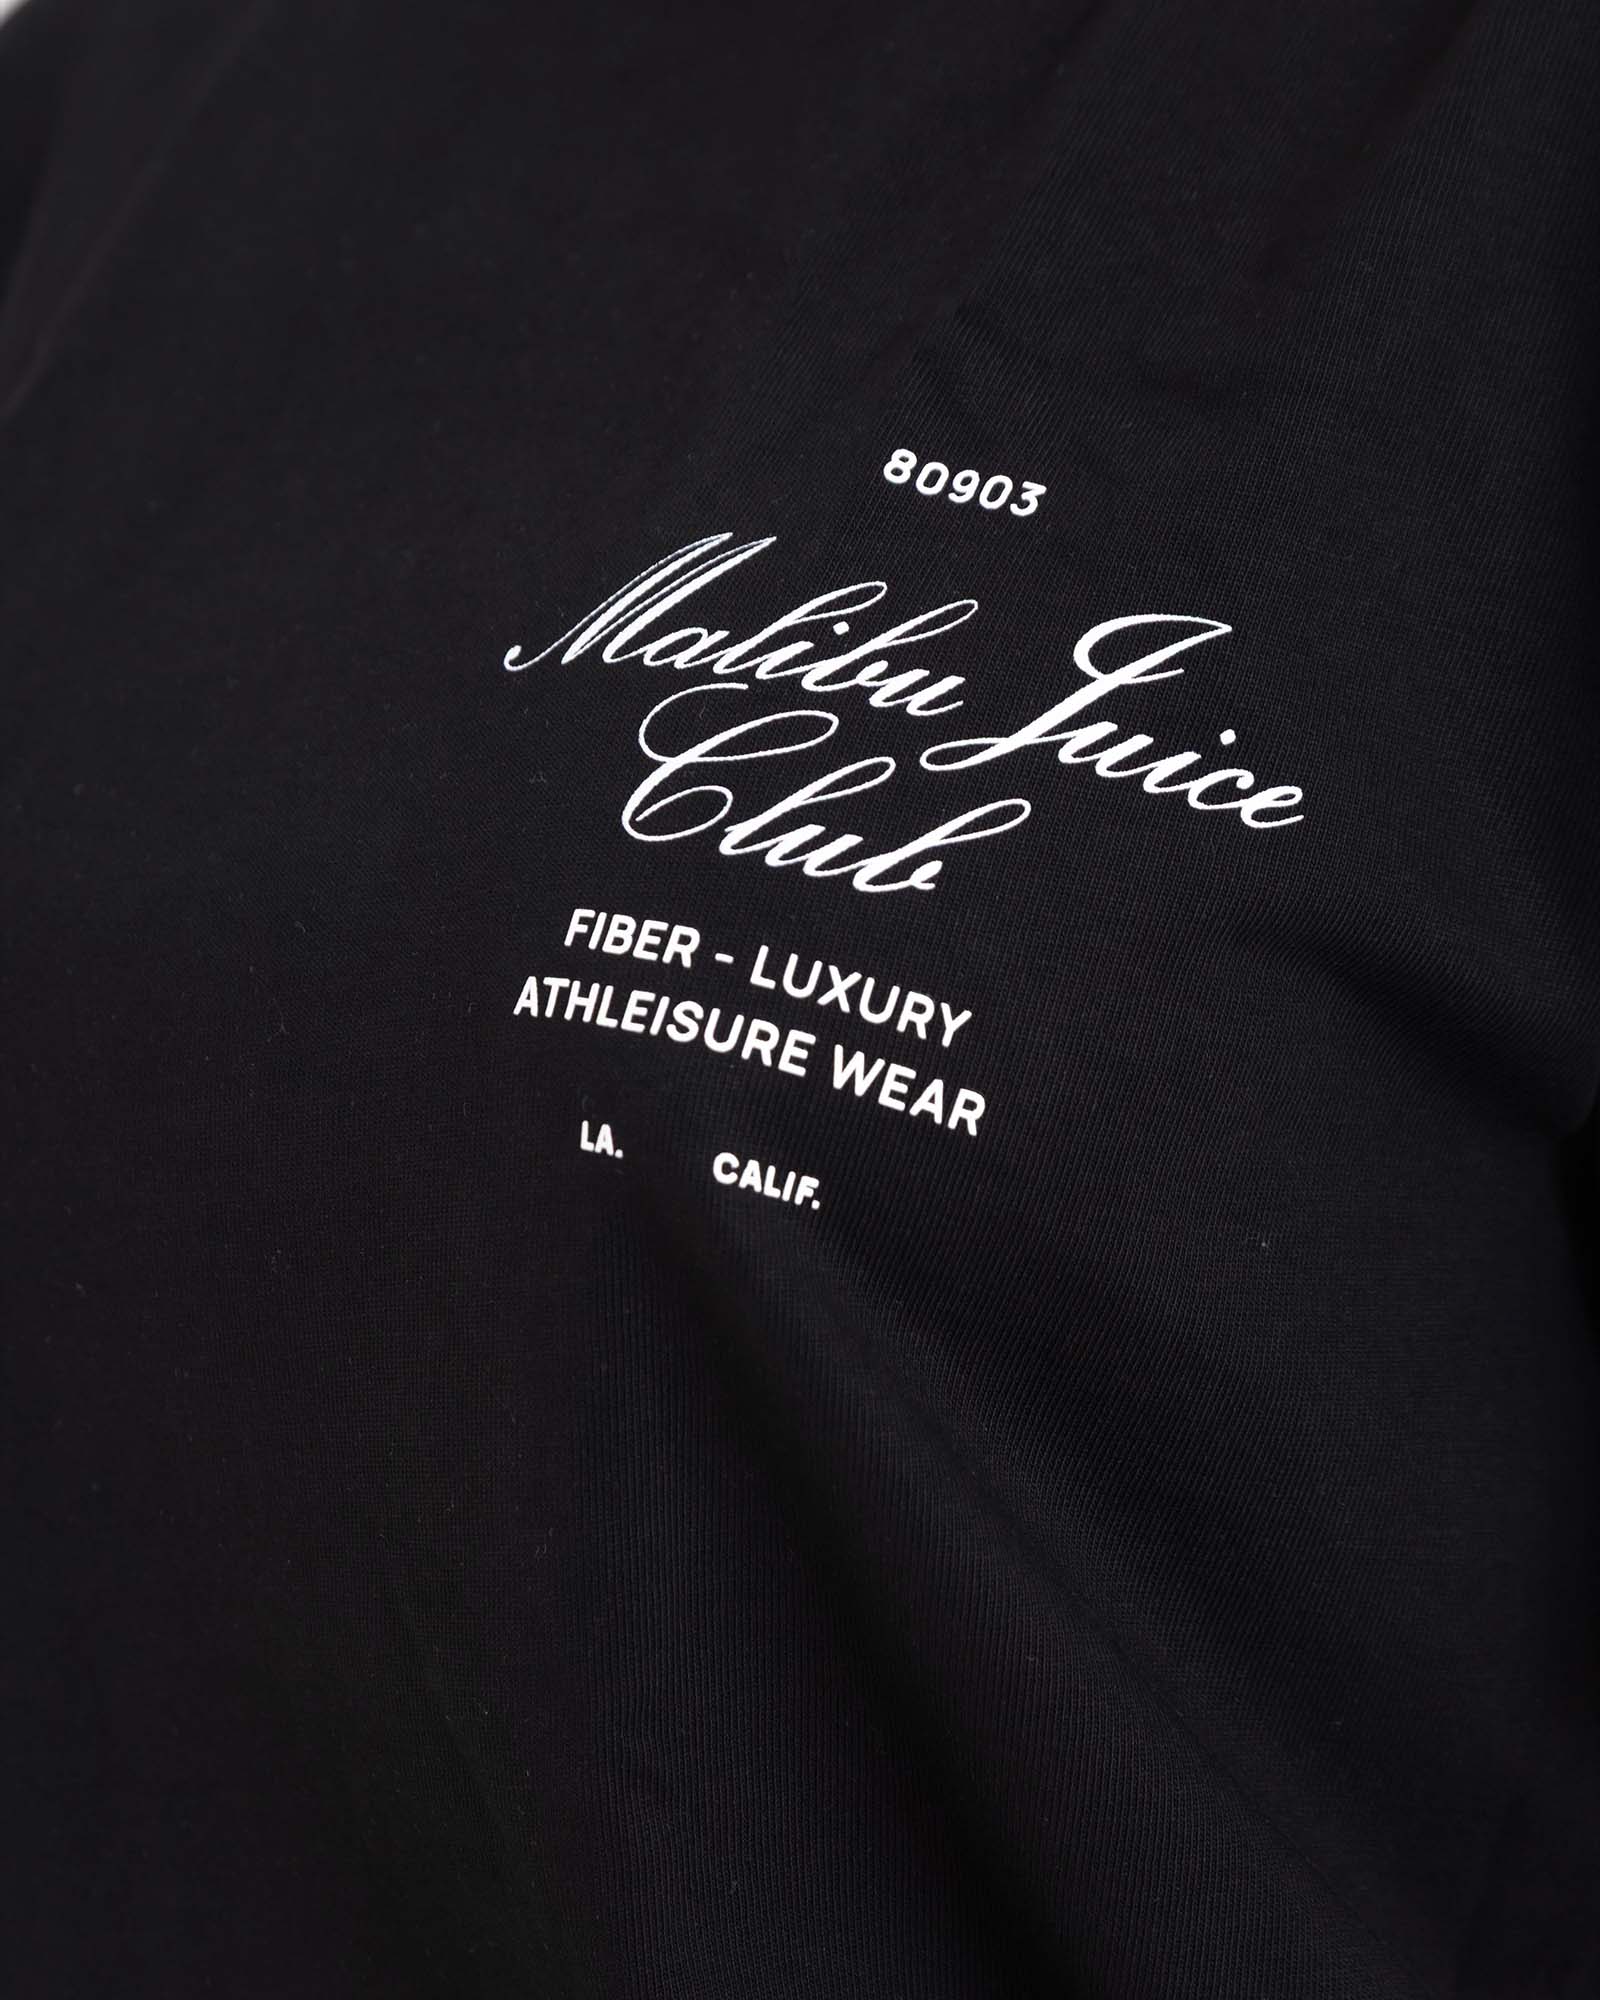 80903
Malibu Juice
Club
FIBER - LUXURY
ATHLEISURE WEAR
LA. CALIF.